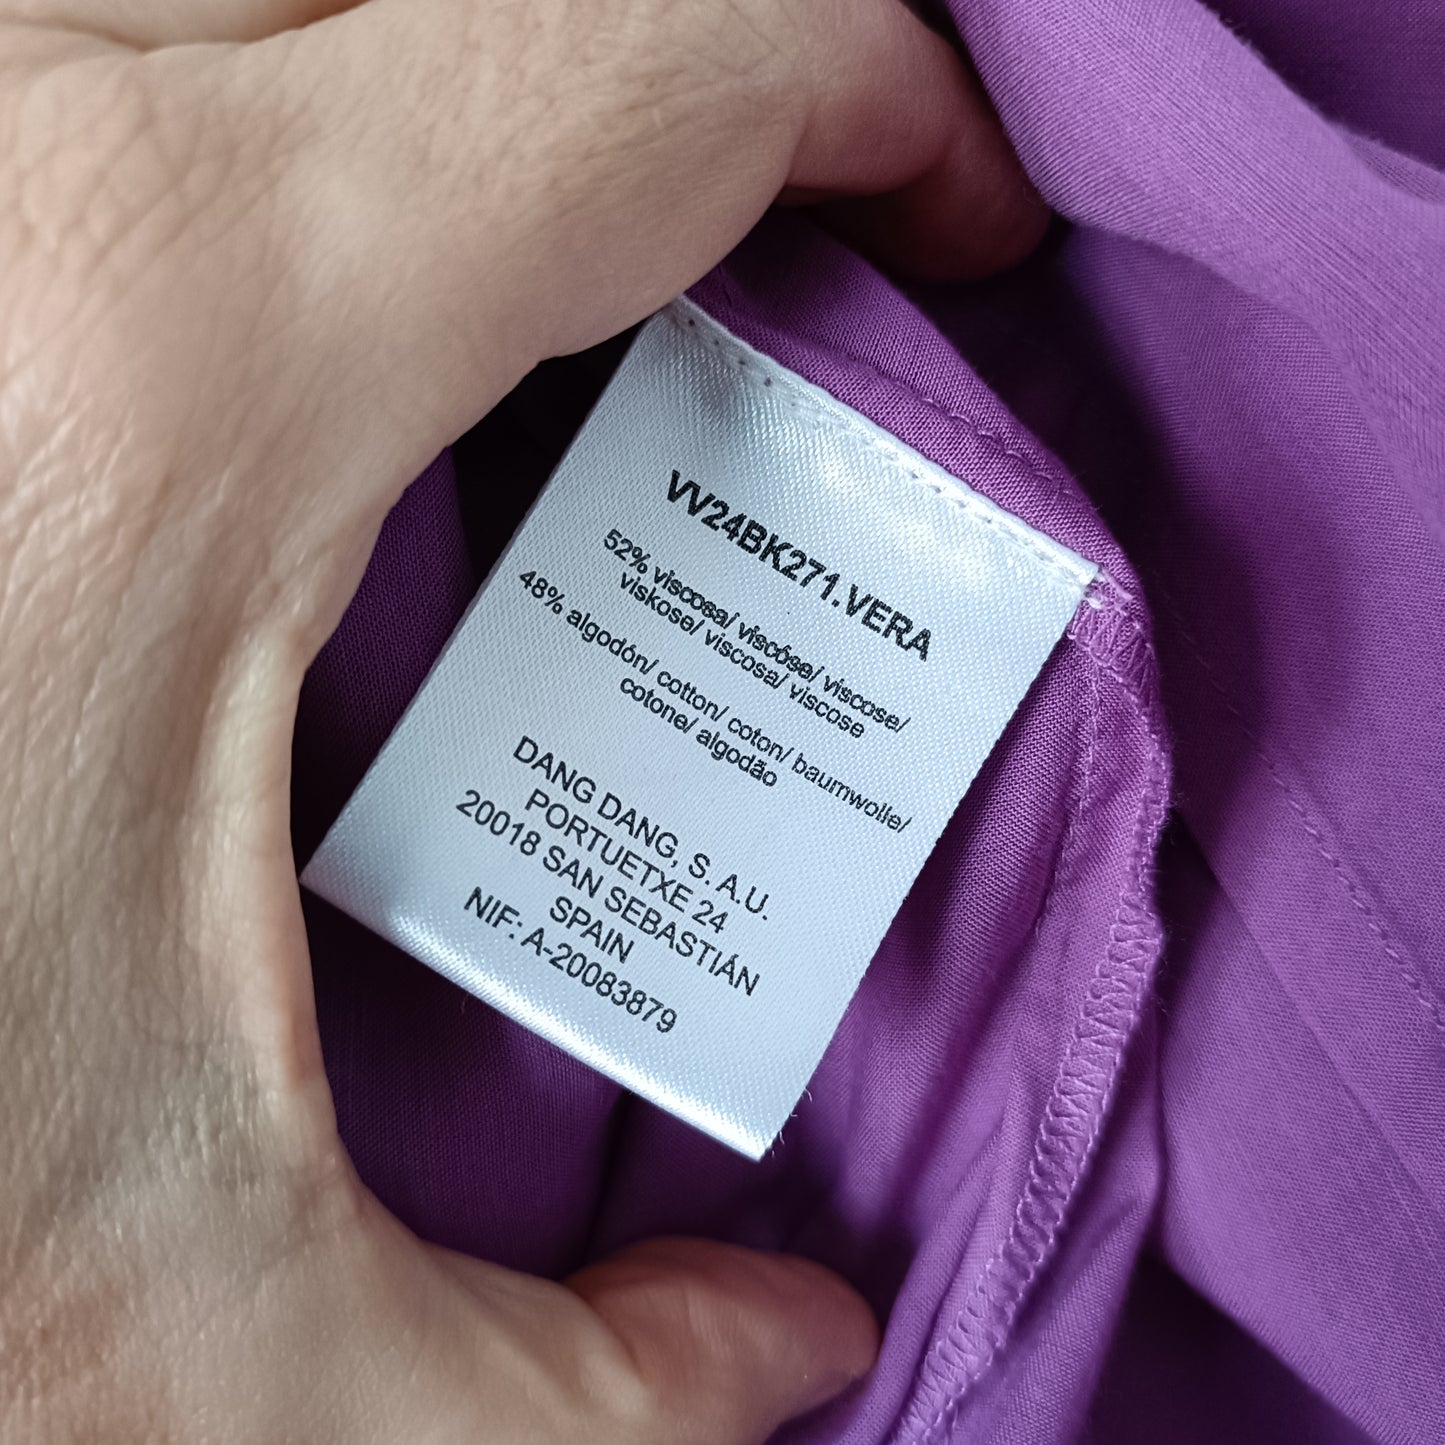 VV24BK271.VERA
52% viscosa/ viscóse/ viscose/
viskose/ viscosa/ viscose
48% algodón/ cotton/ coton/ baumwolle/
cotone/ algodão
DANG DANG, S. A.U.
PORTUETXE 24
20018 SAN SEBASTIÁN
SPAIN
NIF: A-20083879